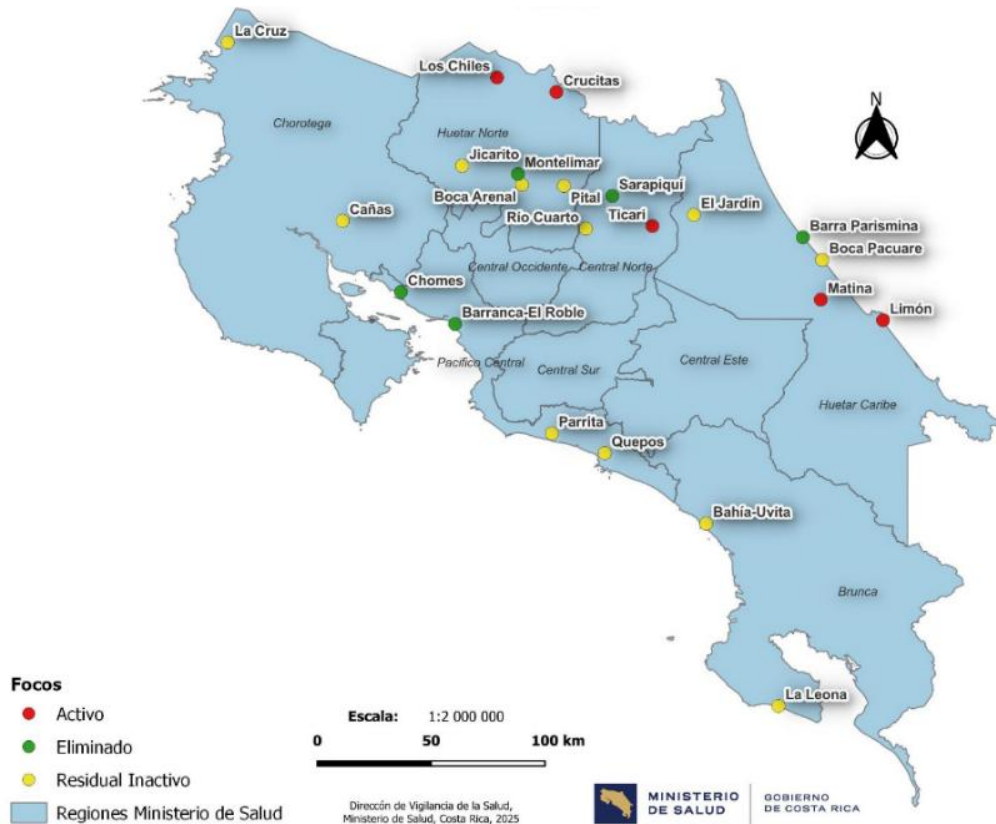 La Cruz
Los Chiles
Crucitas
N
Chorotega
Huetar Norte
Jicarito
Montelimar
Boca Arenal
Pital
Sarapiquí
El Jardín
Cañas
Río Cuarto
Ticari
Barra Parismina
Boca Pacuare
Central Occidente
Central Norte
Chomes
Matina
Limón
Barranca-El Roble
Pacífico Central
Central Sur
Central Este
Huetar Caribe
Parrita
Quepos
Bahía-Uvita
Brunca
La Leona
Focos
Activo
Eliminado
Residual Inactivo
Regiones Ministerio de Salud
Escala: 1:2 000 000
0 50 100 km
Direccón de Vigilancia de la Salud,
Ministerio de Salud, Costa Rica, 2025
MINISTERIO
DE SALUD
GOBIERNO
DE COSTA RICA